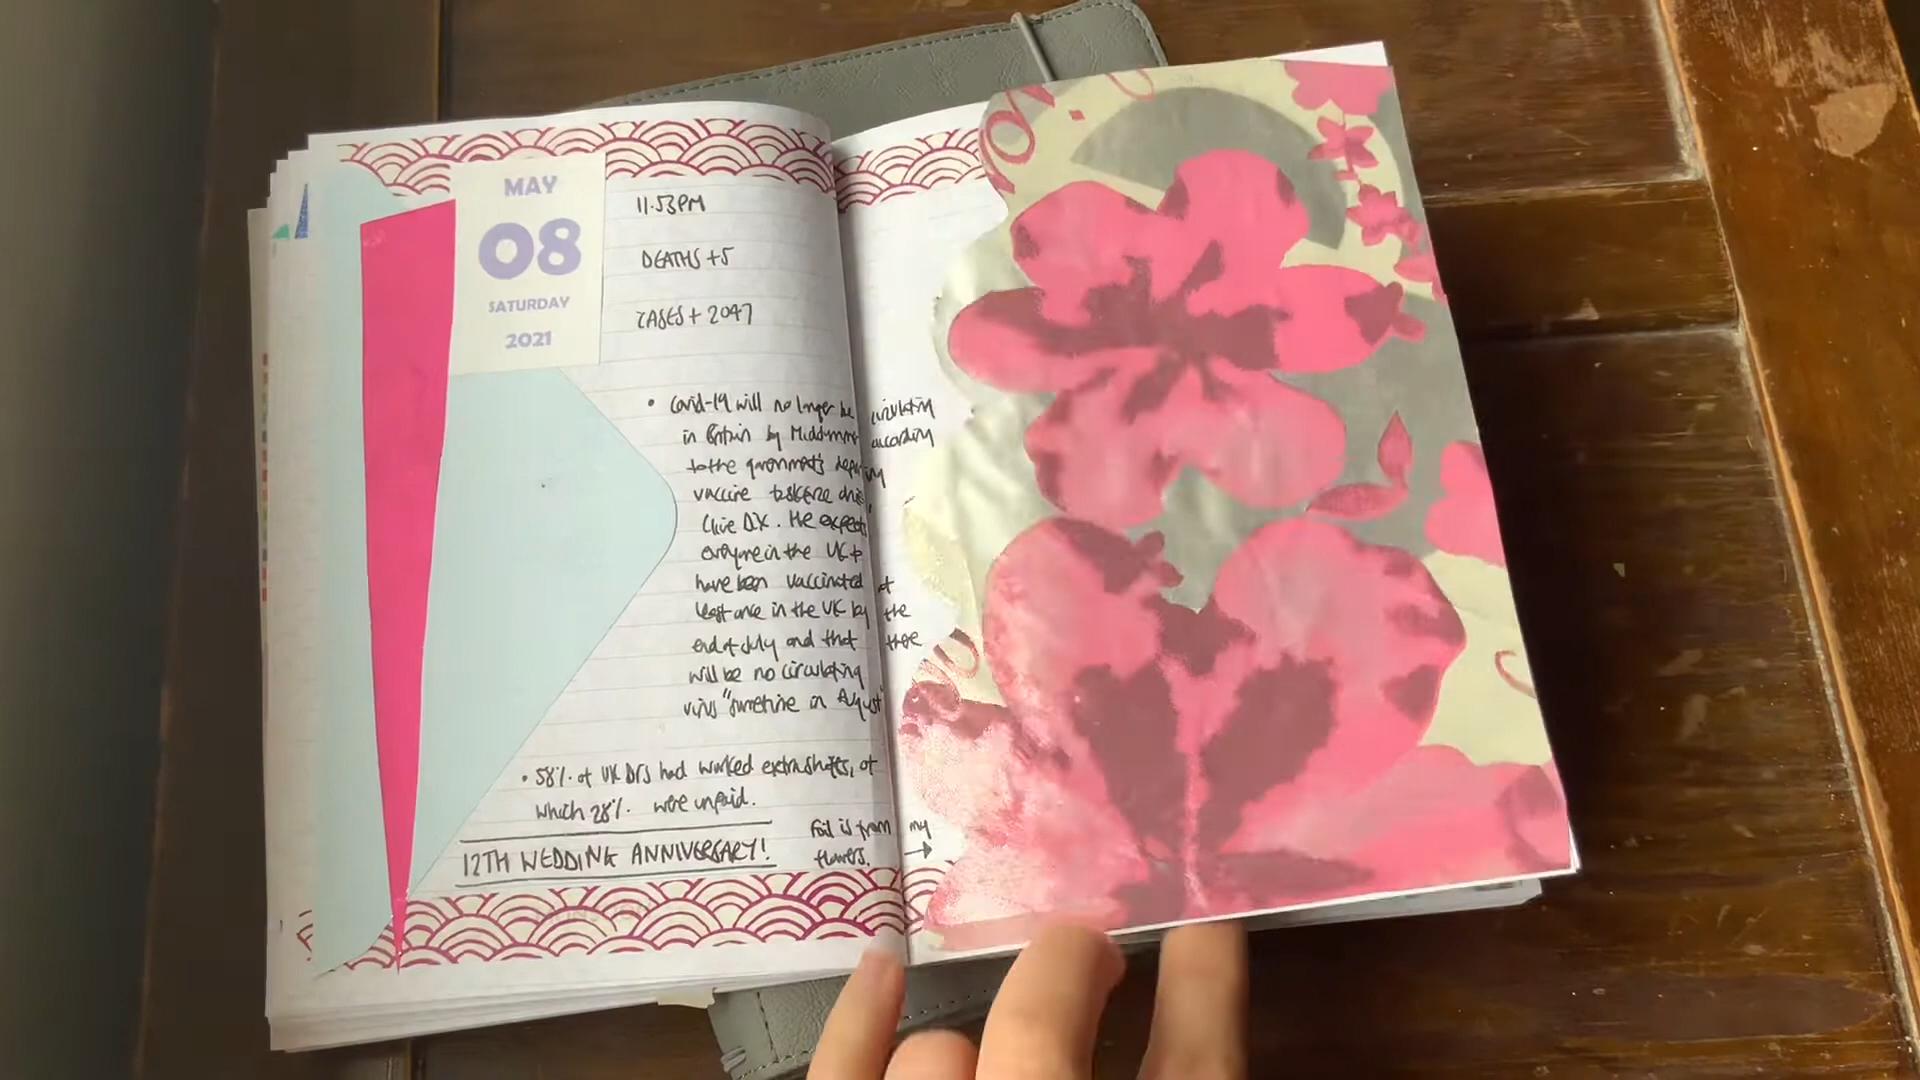 MAY
08
SATURDAY
2021
11.53PM
DEATHS +5
CASES + 2047
• Covid-19 will no longer be circulating
in Britain by according
to the government's departing
vaccine
Clive Dix. He expects
everyone in the UK to
have been vaccinated at
least once in the UK by the
end of July and that there
will be no circulating
virus "sometime in August"
• 58% of UK Drs had worked extra shifts, of
which 28% were unpaid.
12TH WEDDING ANNIVERSARY!
Foil is from my
flowers. →